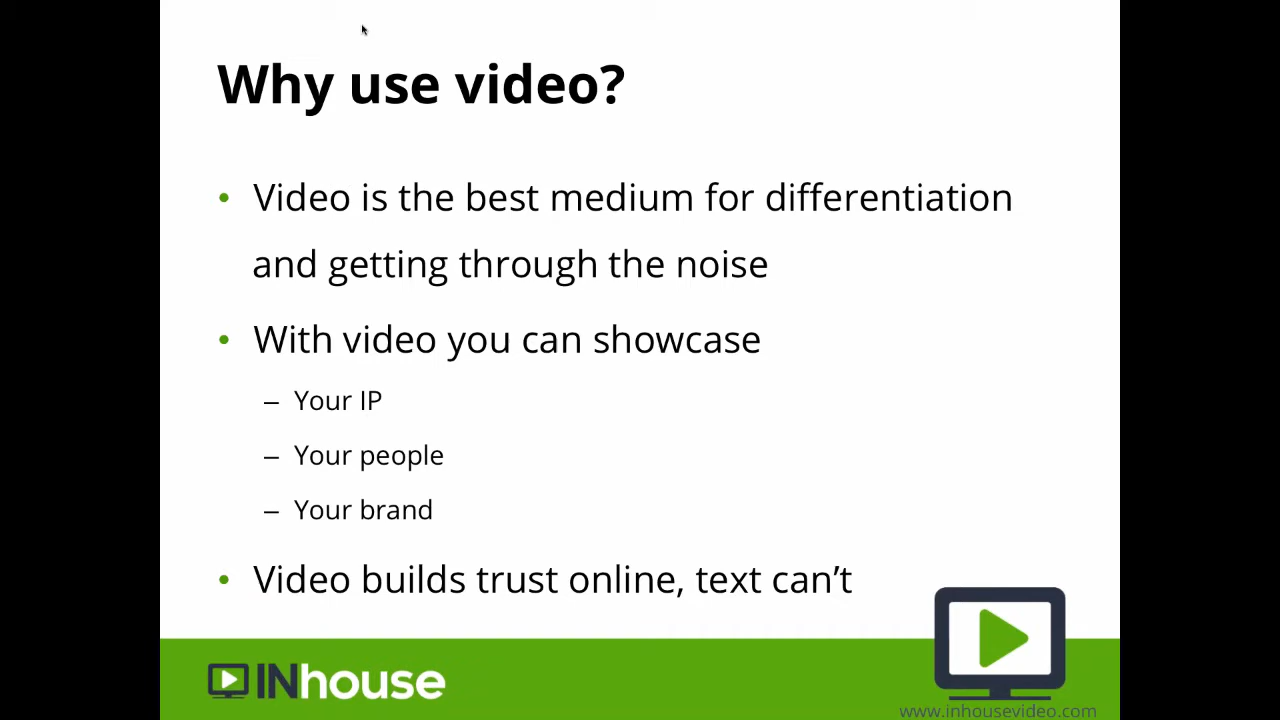 Why use video?
• Video is the best medium for differentiation
and getting through the noise
• With video you can showcase
– Your IP
– Your people
– Your brand
• Video builds trust online, text can’t
INhouse
www.inhousevideo.com